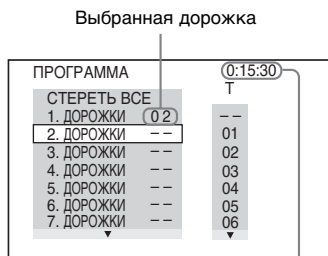 Выбранная дорожка
ПРОГРАММА 0:15:30
T
СТЕРЕТЬ ВСЕ
1. ДОРОЖКИ 0 2 – –
2. ДОРОЖКИ – – 01
3. ДОРОЖКИ – – 02
4. ДОРОЖКИ – – 03
5. ДОРОЖКИ – – 04
6. ДОРОЖКИ – – 05
7. ДОРОЖКИ – – 06